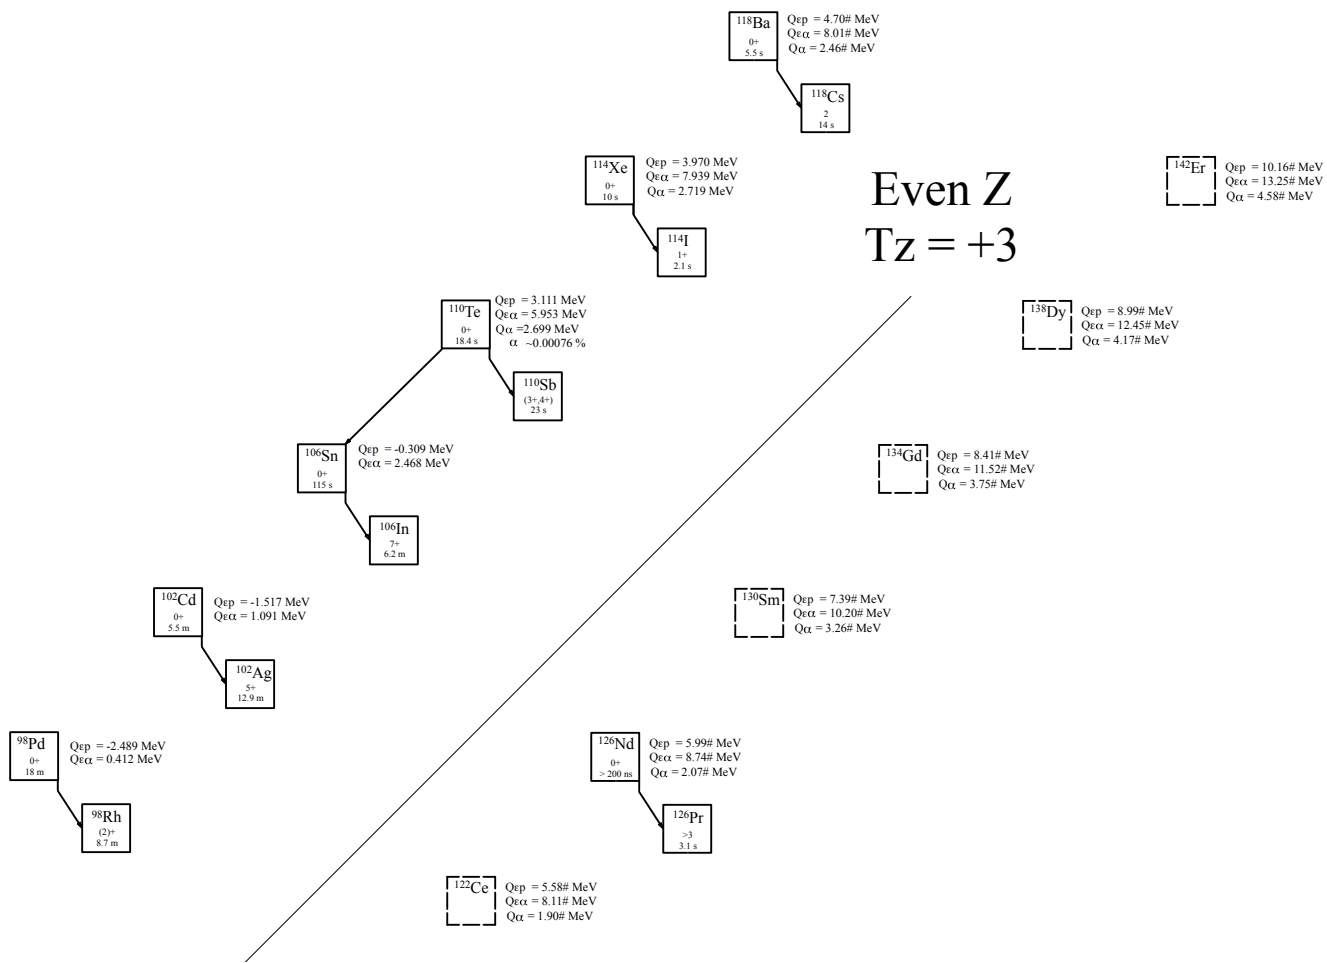 118Ba
0+
5.5 s
Qεp = 4.70# MeV
Qεα = 8.01# MeV
Qα = 2.46# MeV
118Cs
2
14 s
114Xe
0+
10 s
Qεp = 3.970 MeV
Qεα = 7.939 MeV
Qα = 2.719 MeV
114I
1+
2.1 s
Even Z
Tz = +3
142Er
Qεp = 10.16# MeV
Qεα = 13.25# MeV
Qα = 4.58# MeV
110Te
0+
18.4 s
Qεp = 3.111 MeV
Qεα = 5.953 MeV
Qα =2.699 MeV
α ~0.00076 %
110Sb
(3+,4+)
23 s
138Dy
Qεp = 8.99# MeV
Qεα = 12.45# MeV
Qα = 4.17# MeV
106Sn
0+
115 s
Qεp = -0.309 MeV
Qεα = 2.468 MeV
106In
7+
6.2 m
134Gd
Qεp = 8.41# MeV
Qεα = 11.52# MeV
Qα = 3.75# MeV
102Cd
0+
5.5 m
Qεp = -1.517 MeV
Qεα = 1.091 MeV
102Ag
5+
12.9 m
130Sm
Qεp = 7.39# MeV
Qεα = 10.20# MeV
Qα = 3.26# MeV
98Pd
0+
18 m
Qεp = -2.489 MeV
Qεα = 0.412 MeV
98Rh
(2)+
8.7 m
126Nd
0+
> 200 ns
Qεp = 5.99# MeV
Qεα = 8.74# MeV
Qα = 2.07# MeV
126Pr
>3
3.1 s
122Ce
Qεp = 5.58# MeV
Qεα = 8.11# MeV
Qα = 1.90# MeV